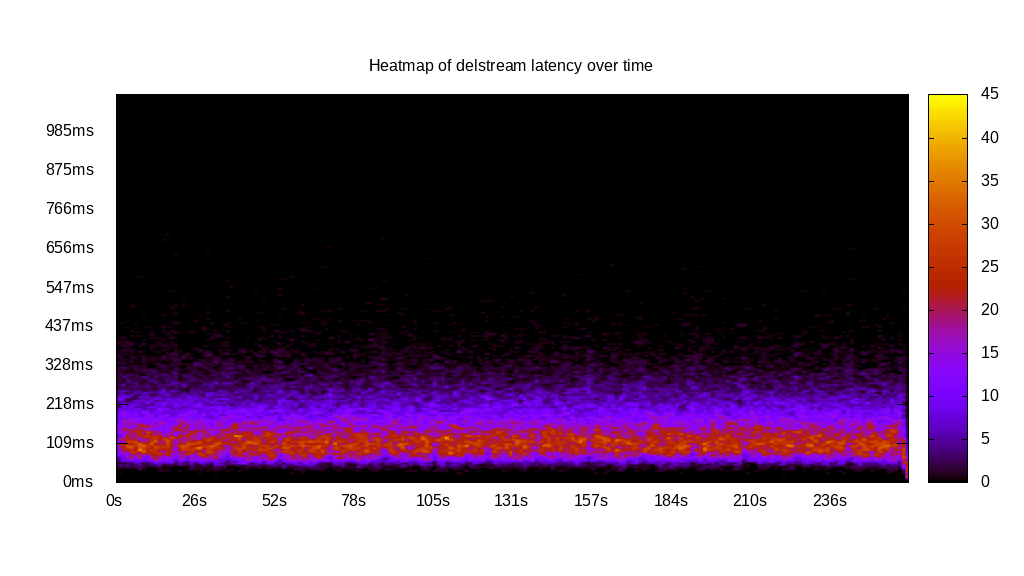 Heatmap of delstream latency over time
985ms
875ms
766ms
656ms
547ms
437ms
328ms
218ms
109ms
0ms
0s 26s 52s 78s 105s 131s 157s 184s 210s 236s
45
40
35
30
25
20
15
10
5
0